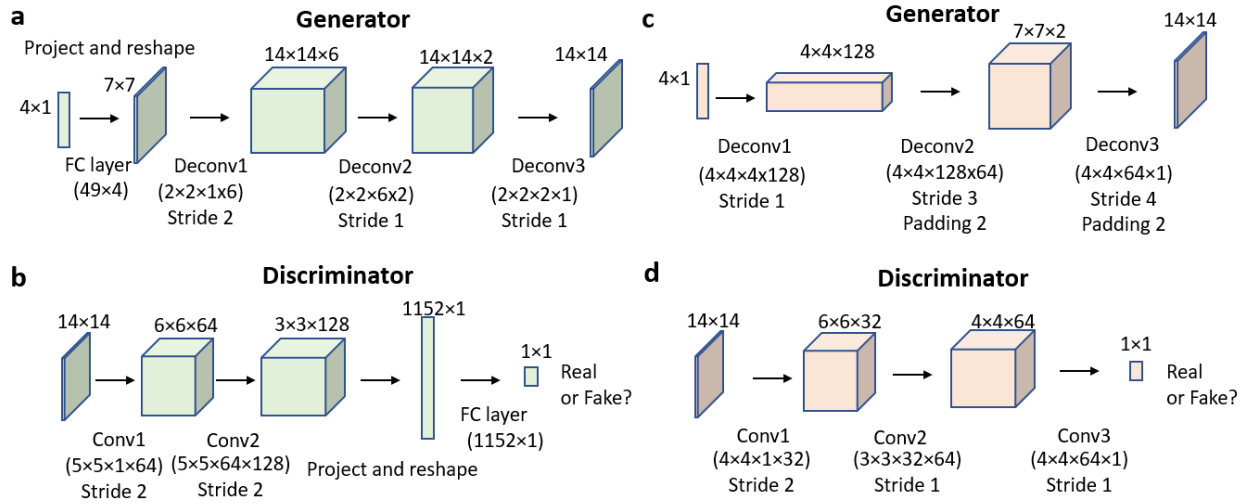 a
Generator
Project and reshape
4×1
7×7
14×14×6
14×14×2
14×14
FC layer
(49×4)
Deconv1
(2×2×1x6)
Stride 2
Deconv2
(2×2×6x2)
Stride 1
Deconv3
(2×2×2×1)
Stride 1
b
Discriminator
14×14
6×6×64
3×3×128
1152×1
1×1
Real
or Fake?
Conv1
(5×5×1×64)
Stride 2
Conv2
(5×5×64×128)
Stride 2
Project and reshape
FC layer
(1152×1)
c
Generator
4×1
4×4×128
7×7×2
14×14
Deconv1
(4×4×4x128)
Stride 1
Deconv2
(4×4×128x64)
Stride 3
Padding 2
Deconv3
(4×4×64×1)
Stride 4
Padding 2
d
Discriminator
14×14
6×6×32
4×4×64
1×1
Real
or Fake?
Conv1
(4×4×1×32)
Stride 2
Conv2
(3×3×32×64)
Stride 1
Conv3
(4×4×64×1)
Stride 1